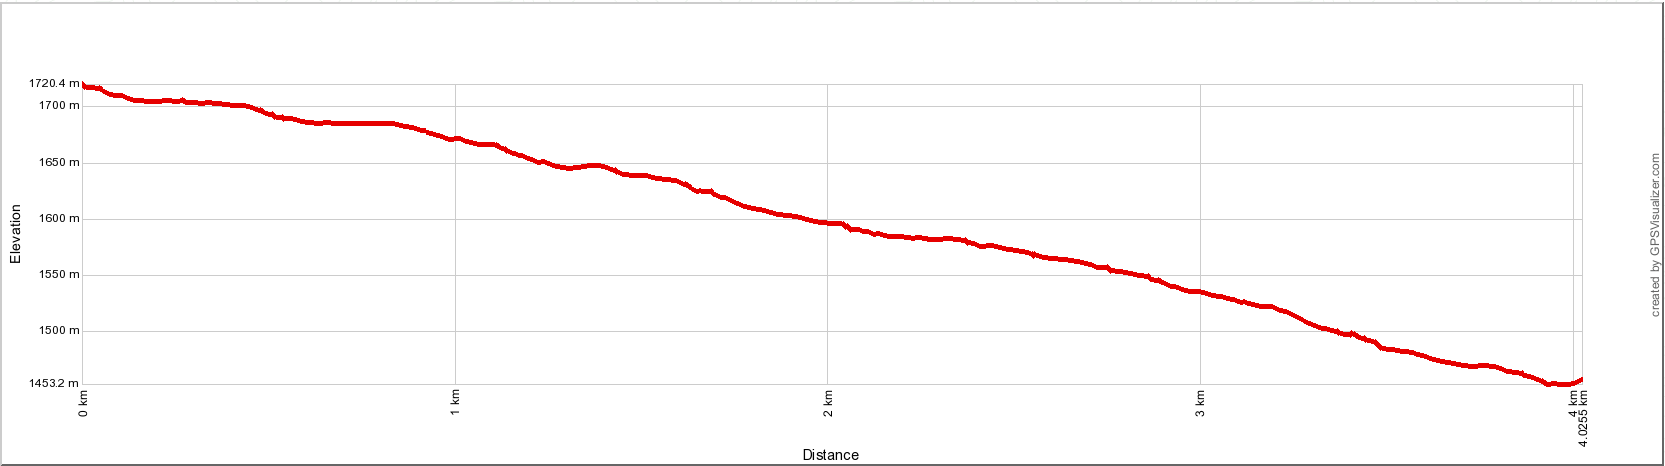 1720.4 m
1700 m
1650 m
1600 m
1550 m
1500 m
1453.2 m
Elevation
0 km
1 km
2 km
3 km
4 km
4.0255 km
Distance
created by GPSVisualizer.com